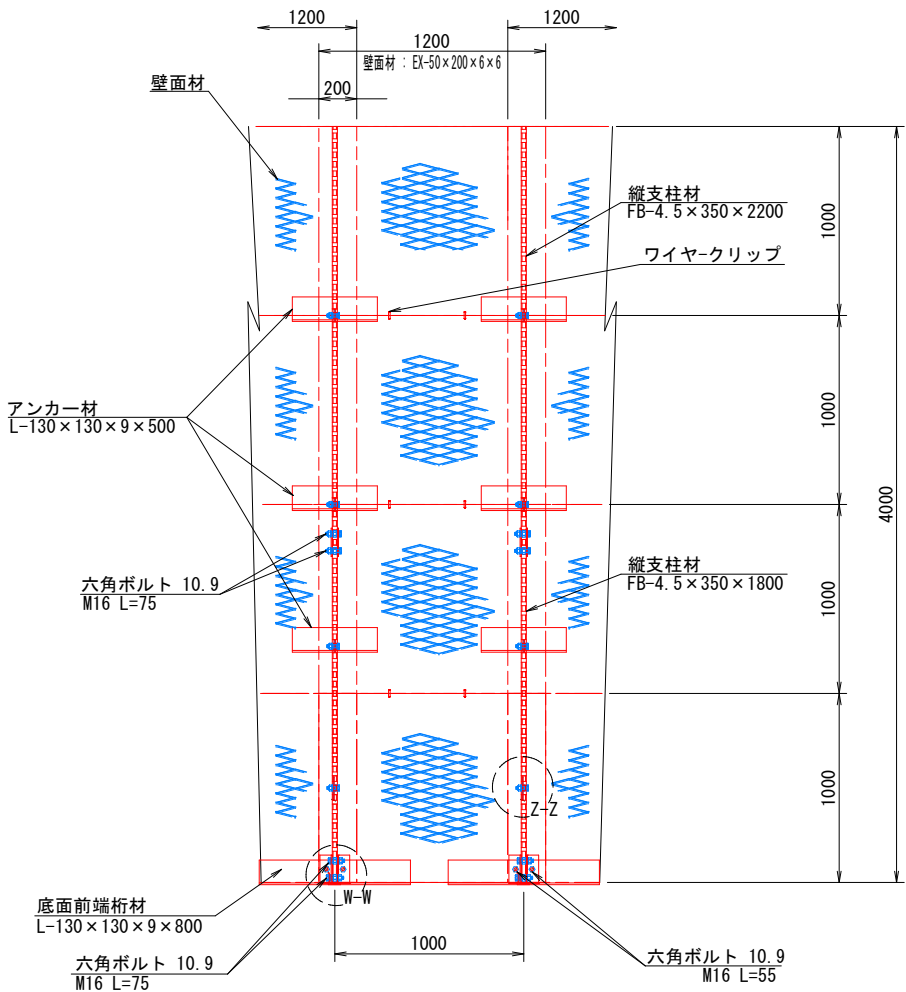 1200
1200
1200
壁面材 : EX-50×200×6×6
200
壁面材
縦支柱材
FB-4.5×350×2200
ワイヤークリップ
1000
アンカー材
L-130×130×9×500
1000
4000
六角ボルト 10.9
M16 L=75
縦支柱材
FB-4.5×350×1800
1000
Z-Z
1000
W-W
底面前端桁材
L-130×130×9×800
1000
六角ボルト 10.9
M16 L=75
六角ボルト 10.9
M16 L=55